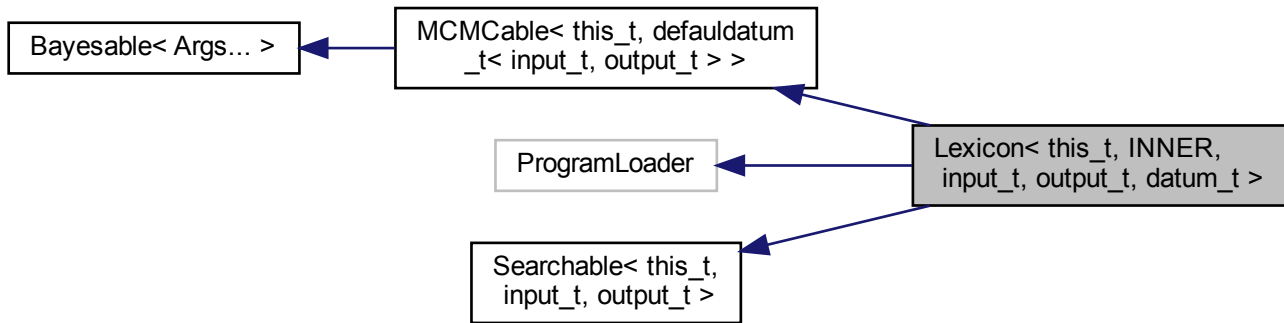 Bayesable< Args... >
MCMCable< this_t, defauldatum
_t< input_t, output_t > >
ProgramLoader
Lexicon< this_t, INNER,
input_t, output_t, datum_t >
Searchable< this_t,
input_t, output_t >